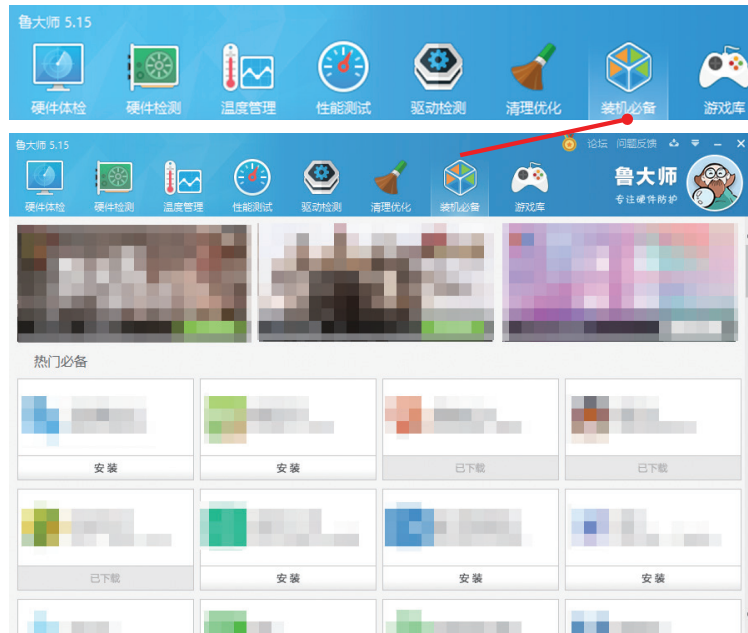 鲁大师 5.15
硬件体检 硬件检测 温度管理 性能测试 驱动检测 清理优化 装机必备 游戏库
鲁大师 5.15 论坛 问题反馈
硬件体检 硬件检测 温度管理 性能测试 驱动检测 清理优化 装机必备 游戏库
鲁大师
专注硬件防护
热门必备
安装 安装 已下载 已下载
已下载 安装 安装 安装